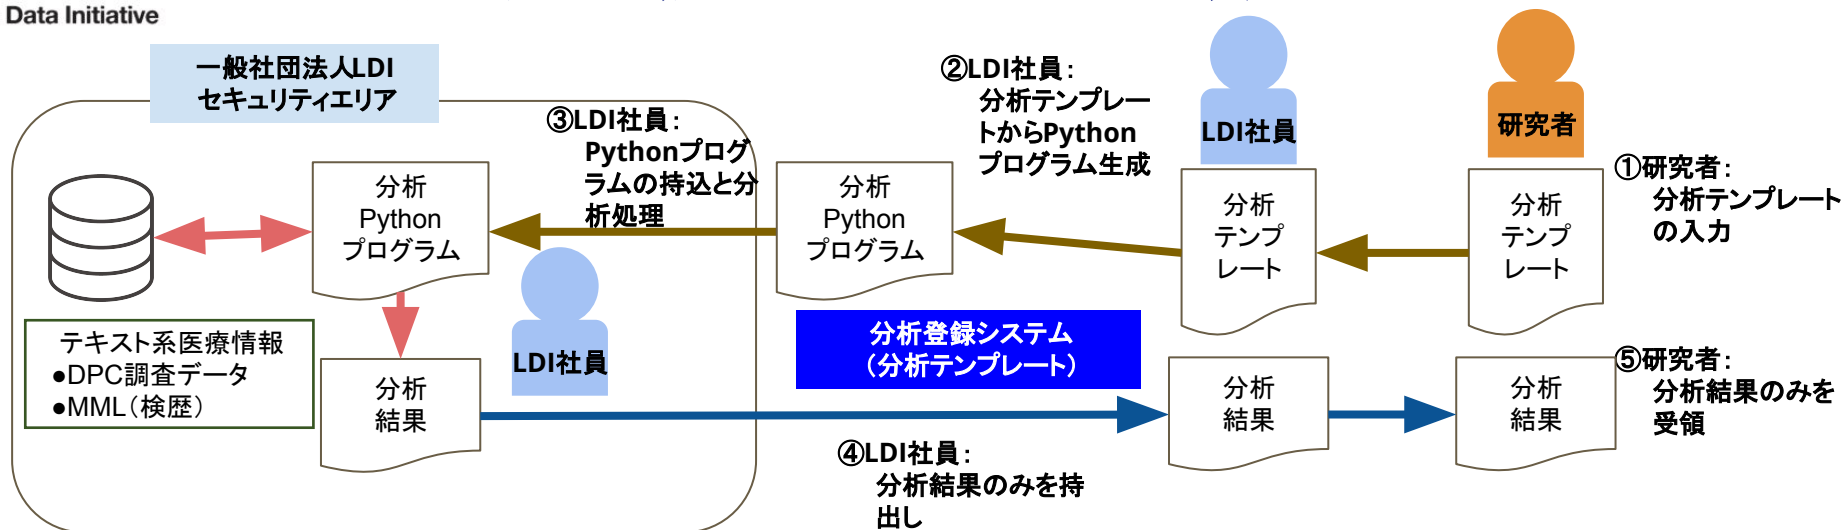 Data Initiative
一般社団法人LDI
セキュリティエリア
②LDI社員：
分析テンプレー
トからPython
プログラム生成
LDI社員
研究者
③LDI社員：
Pythonプログ
ラムの持込と分
析処理
①研究者：
分析テンプレート
の入力
分析
Python
プログラム
分析
Python
プログラム
分析
テンプ
レート
分析
テンプ
レート
テキスト系医療情報
●DPC調査データ
●MML（検歴）
LDI社員
分析登録システム
（分析テンプレート）
分析
結果
分析
結果
分析
結果
⑤研究者：
分析結果のみを
受領
④LDI社員：
分析結果のみを持
出し